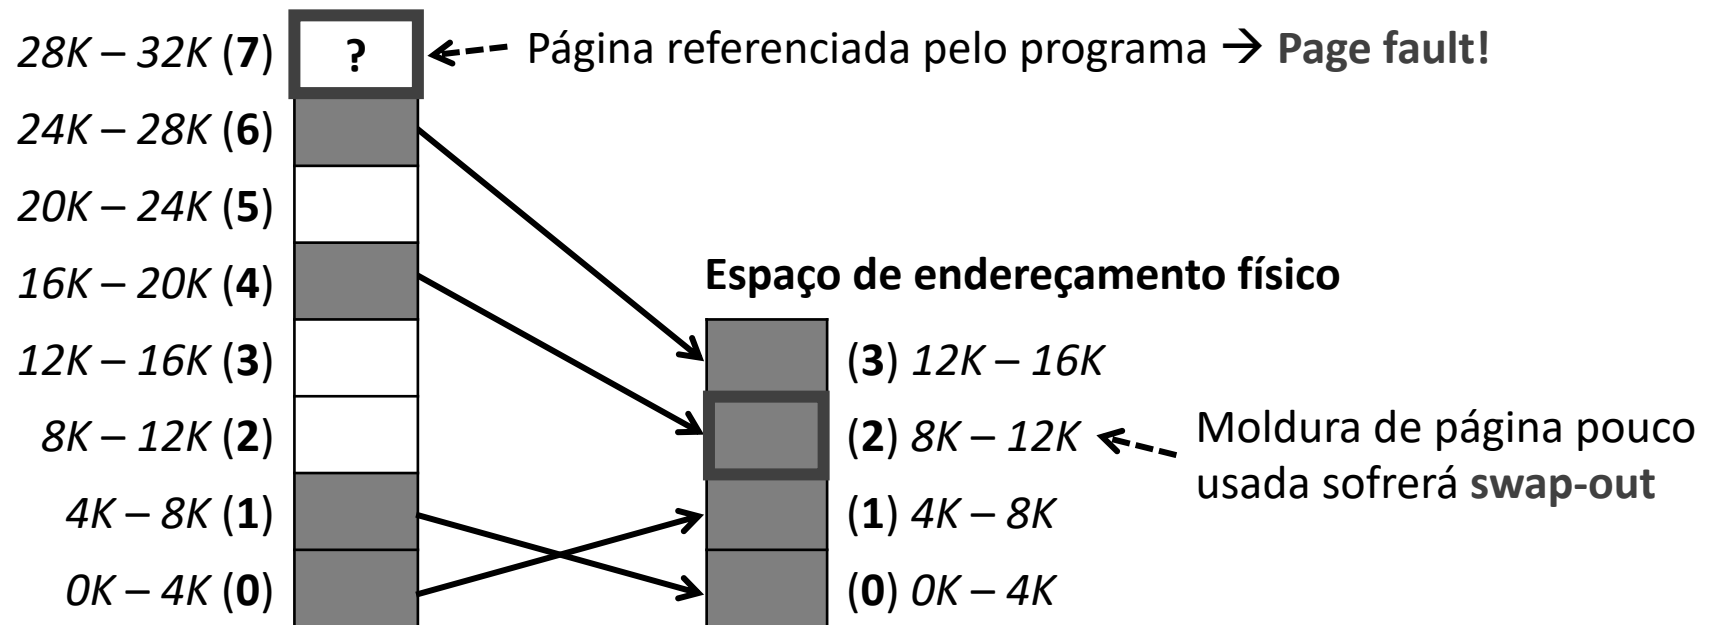 28K – 32K (7) ? Página referenciada pelo programa → Page fault!
24K – 28K (6)
20K – 24K (5)
16K – 20K (4) Espaço de endereçamento físico
12K – 16K (3) (3) 12K – 16K
8K – 12K (2) (2) 8K – 12K Moldura de página pouco
usada sofrerá swap-out
4K – 8K (1) (1) 4K – 8K
0K – 4K (0) (0) 0K – 4K